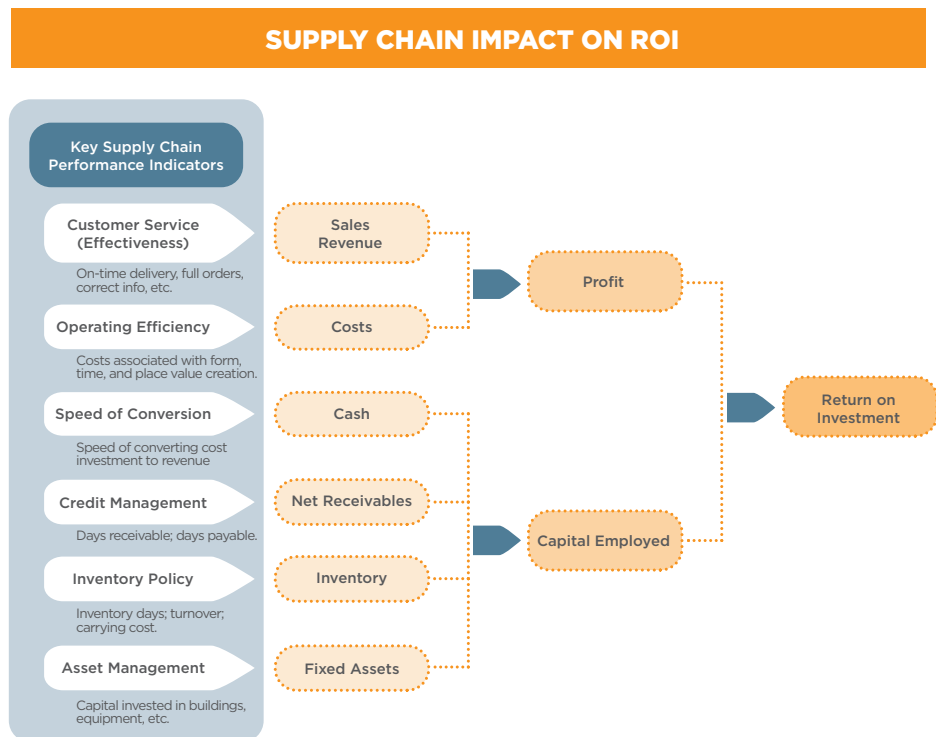 SUPPLY CHAIN IMPACT ON ROI
Key Supply Chain
Performance Indicators
Customer Service
(Effectiveness)
On-time delivery, full orders,
correct info, etc.
Sales
Revenue
Profit
Operating Efficiency
Costs associated with form,
time, and place value creation.
Costs
Speed of Conversion
Speed of converting cost
investment to revenue
Cash
Return on
Investment
Credit Management
Days receivable; days payable.
Net Receivables
Capital Employed
Inventory Policy
Inventory days; turnover;
carrying cost.
Inventory
Asset Management
Capital invested in buildings,
equipment, etc.
Fixed Assets